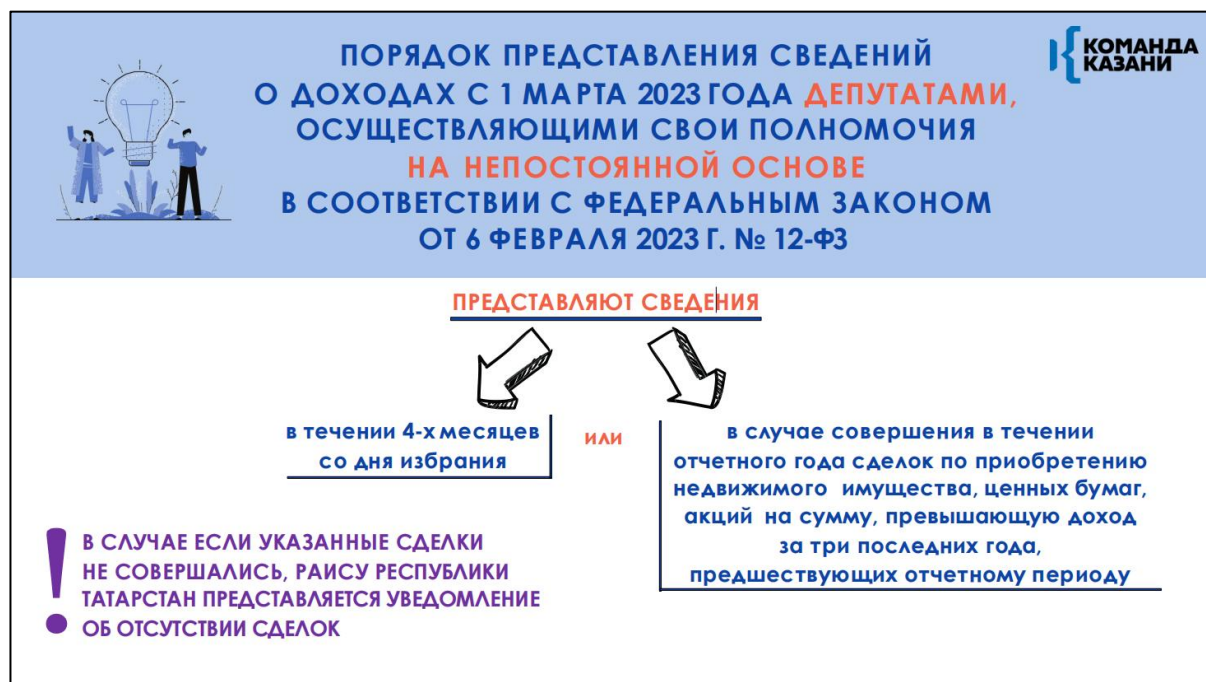 ПОРЯДОК ПРЕДСТАВЛЕНИЯ СВЕДЕНИЙ
О ДОХОДАХ С 1 МАРТА 2023 ГОДА ДЕПУТАТАМИ,
ОСУЩЕСТВЛЯЮЩИМИ СВОИ ПОЛНОМОЧИЯ
НА НЕПОСТОЯННОЙ ОСНОВЕ
В СООТВЕТСТВИИ С ФЕДЕРАЛЬНЫМ ЗАКОНОМ
ОТ 6 ФЕВРАЛЯ 2023 Г. № 12-ФЗ
КОМАНДА
КАЗАНИ
ПРЕДСТАВЛЯЮТ СВЕДЕНИЯ
в течении 4-х месяцев
со дня избрания
или
в случае совершения в течении
отчетного года сделок по приобретению
недвижимого имущества, ценных бумаг,
акций на сумму, превышающую доход
за три последних года,
предшествующих отчетному периоду
! В СЛУЧАЕ ЕСЛИ УКАЗАННЫЕ СДЕЛКИ
НЕ СОВЕРШАЛИСЬ, РАИСУ РЕСПУБЛИКИ
ТАТАРСТАН ПРЕДСТАВЛЯЕТСЯ УВЕДОМЛЕНИЕ
ОБ ОТСУТСТВИИ СДЕЛОК